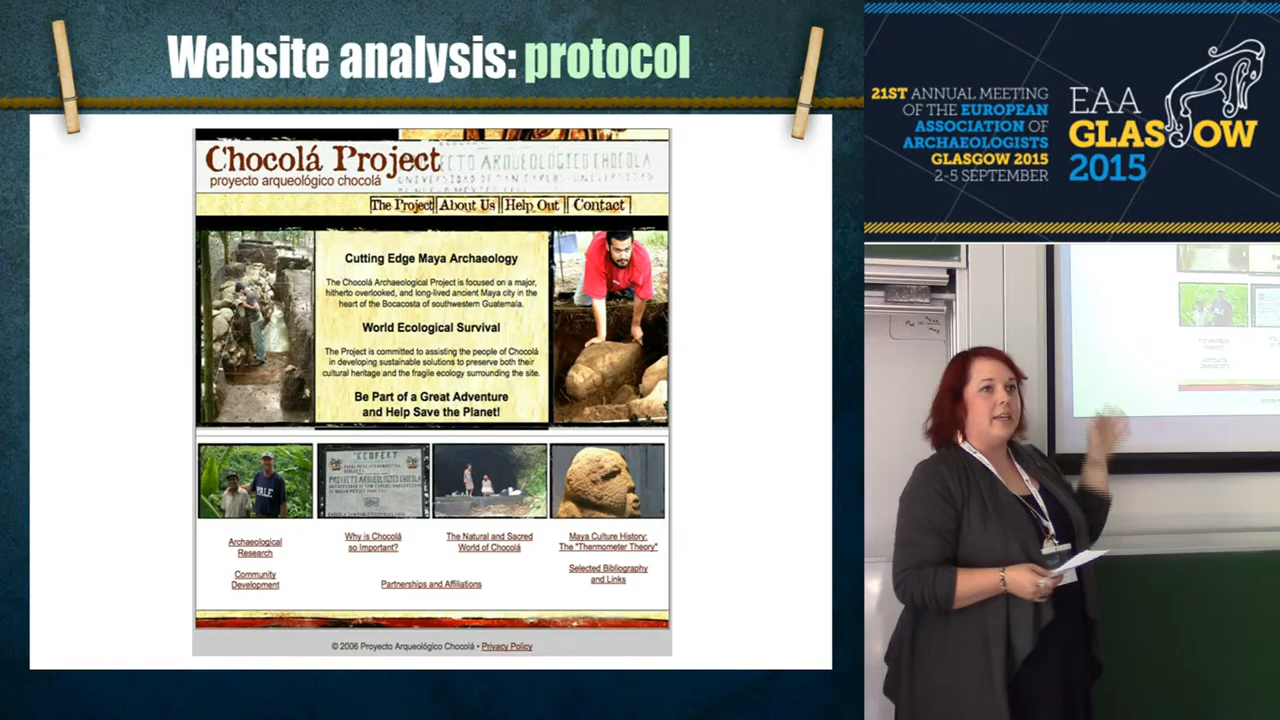 Website analysis: protocol
Chocolá Project
proyecto arqueológico chocolá
The Project
About Us
Help Out
Contact
Cutting Edge Maya Archaeology
The Chocolá Archaeological Project is focused on a major,
hitherto overlooked, and long-lived ancient Maya city in the
heart of the Bocacosta of southwestern Guatemala.
World Ecological Survival
The Project is committed to assisting the people of Chocolá
in developing sustainable solutions to preserve both their
cultural heritage and the fragile ecology surrounding the site.
Be Part of a Great Adventure
and Help Save the Planet!
YALE
"ECOFERT
PROYECTO ARQUEOLOGICO CHOCOLA
Archaeological
Research
Why is Chocolá
so Important?
The Natural and Sacred
World of Chocolá
Maya Culture History:
The "Thermometer Theory"
Community
Development
Partnerships and Affiliations
Selected Bibliography
and Links
© 2006 Proyecto Arqueológico Chocolá • Privacy Policy
21ST ANNUAL MEETING
OF THE EUROPEAN
ASSOCIATION OF
ARCHAEOLOGISTS
GLASGOW 2015
2-5 SEPTEMBER
EAA
GLASGOW
2015